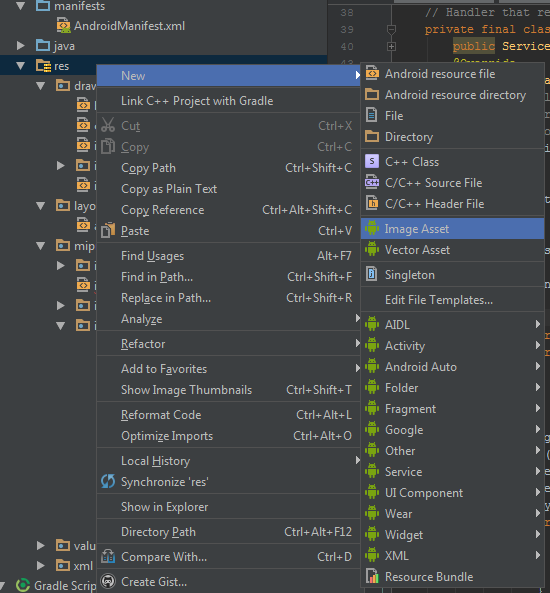 manifests
AndroidManifest.xml
java
res
draw
layo
mip
valu
xml
Gradle Scrip
New
Link C++ Project with Gradle
Cut Ctrl+X
Copy Ctrl+C
Copy Path Ctrl+Shift+C
Copy as Plain Text
Copy Reference Ctrl+Alt+Shift+C
Paste Ctrl+V
Find Usages Alt+F7
Find in Path... Ctrl+Shift+F
Replace in Path... Ctrl+Shift+R
Analyze
Refactor
Add to Favorites
Show Image Thumbnails Ctrl+Shift+T
Reformat Code Ctrl+Alt+L
Optimize Imports Ctrl+Alt+O
Local History
Synchronize 'res'
Show in Explorer
Directory Path Ctrl+Alt+F12
Compare With... Ctrl+D
Create Gist...
38 // Handler that re
39 private final clas
40 public Service
@Override
Android resource file
Android resource directory
File
Directory
C++ Class
C/C++ Source File
C/C++ Header File
Image Asset
Vector Asset
Singleton
Edit File Templates...
AIDL
Activity
Android Auto
Folder
Fragment
Google
Other
Service
UI Component
Wear
Widget
XML
Resource Bundle